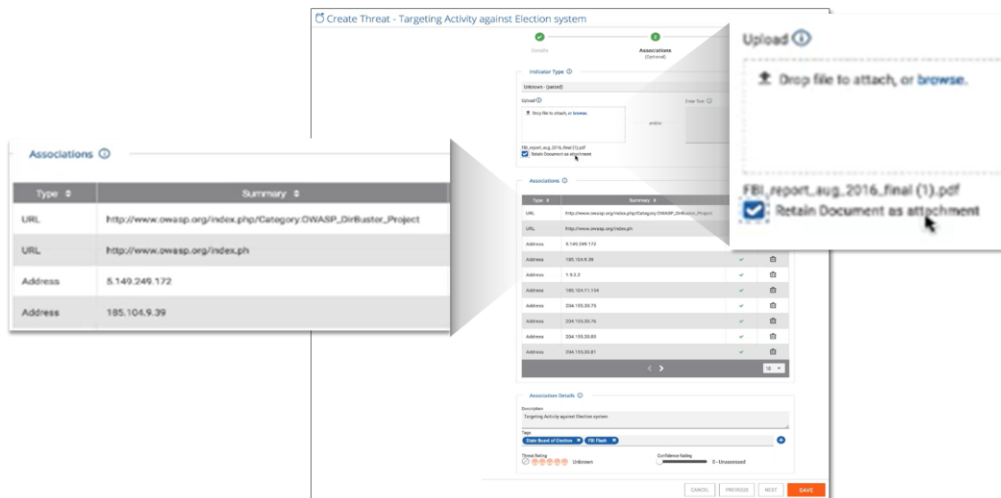 Create Threat - Targeting Activity against Election system
Details
Associations
(Optional)
Indicator Type
Unknown - (paste)
Upload
Enter Text
Drop file to attach, or browse.
and/or
FBI_report_aug_2016_final (1).pdf
Retain Document as attachment
Associations
Type Summary
URL http://www.owasp.org/index.php/Category:OWASP_DirBuster_Project
URL http://www.owasp.org/index.ph
Address 5.149.249.172
Address 185.104.9.39
Address 1.9.2.2
Address 185.104.11.154
Address 204.155.30.75
Address 204.155.30.76
Address 204.155.30.80
Address 204.155.30.81
10
Association Details
Description
Targeting Activity against Election system
Tags
State Board of Election
FBI Flash
Threat Rating
Unknown
Confidence Rating
0 - Unassessed
CANCEL PREVIOUS NEXT SAVE
Associations
Type Summary
URL http://www.owasp.org/index.php/Category:OWASP_DirBuster_Project
URL http://www.owasp.org/index.ph
Address 5.149.249.172
Address 185.104.9.39
Upload
Drop file to attach, or browse.
FBI_report_aug_2016_final (1).pdf
Retain Document as attachment